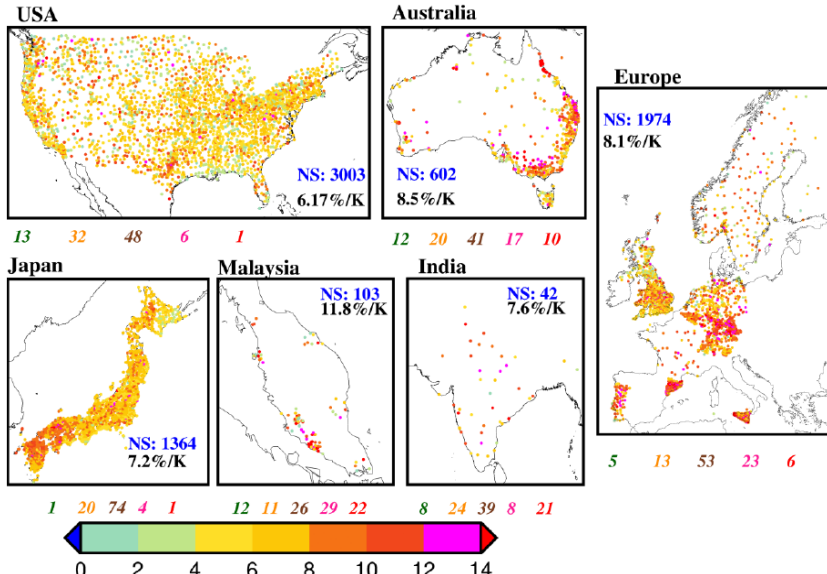 USA
Australia
Europe
NS: 3003
6.17%/K
NS: 602
8.5%/K
NS: 1974
8.1%/K
13 32 48 6 1
12 20 41 17 10
Japan
Malaysia
India
NS: 103
11.8%/K
NS: 42
7.6%/K
NS: 1364
7.2%/K
5 13 53 23 6
1 20 74 4 1
12 11 26 29 22
8 24 39 8 21
0 2 4 6 8 10 12 14